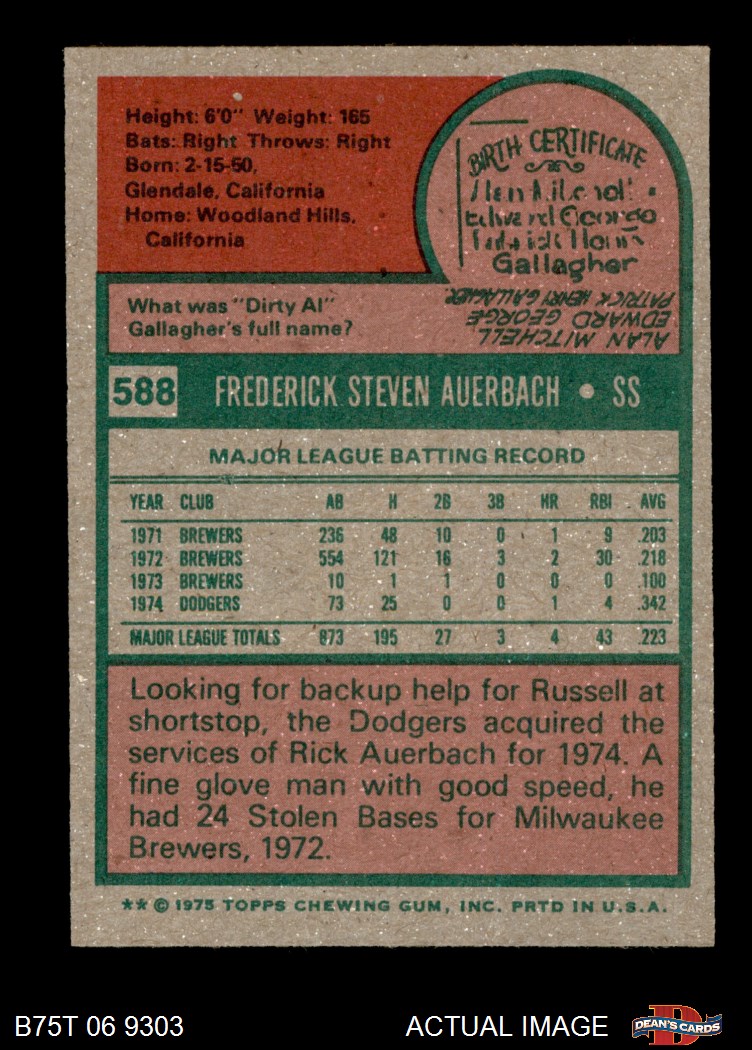 Height: 6'0" Weight: 165
Bats: Right Throws: Right
Born: 2-15-50,
Glendale, California
Home: Woodland Hills,
California
BIRTH CERTIFICATE
Gallagher
What was "Dirty Al"
Gallagher's full name?
ALAN MITCHELL
EDWARD GEORGE
PATRICK HENRY GALLAGHER.
588 FREDERICK STEVEN AUERBACH • SS
MAJOR LEAGUE BATTING RECORD
YEAR CLUB AB H 2B 3B HR RBI AVG
1971 BREWERS 236 48 10 0 1 9 .203
1972 BREWERS 554 121 16 3 2 30 .218
1973 BREWERS 10 1 1 0 0 0 .100
1974 DODGERS 73 25 0 0 1 4 .342
MAJOR LEAGUE TOTALS 873 195 27 3 4 43 .223
Looking for backup help for Russell at
shortstop, the Dodgers acquired the
services of Rick Auerbach for 1974. A
fine glove man with good speed, he
had 24 Stolen Bases for Milwaukee
Brewers, 1972.
** © 1975 TOPPS CHEWING GUM, INC. PRTD IN U.S.A.
B75T 06 9303 ACTUAL IMAGE
DEAN'S CARDS